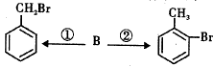 CH₂Br
CH₃
Br
① B ②